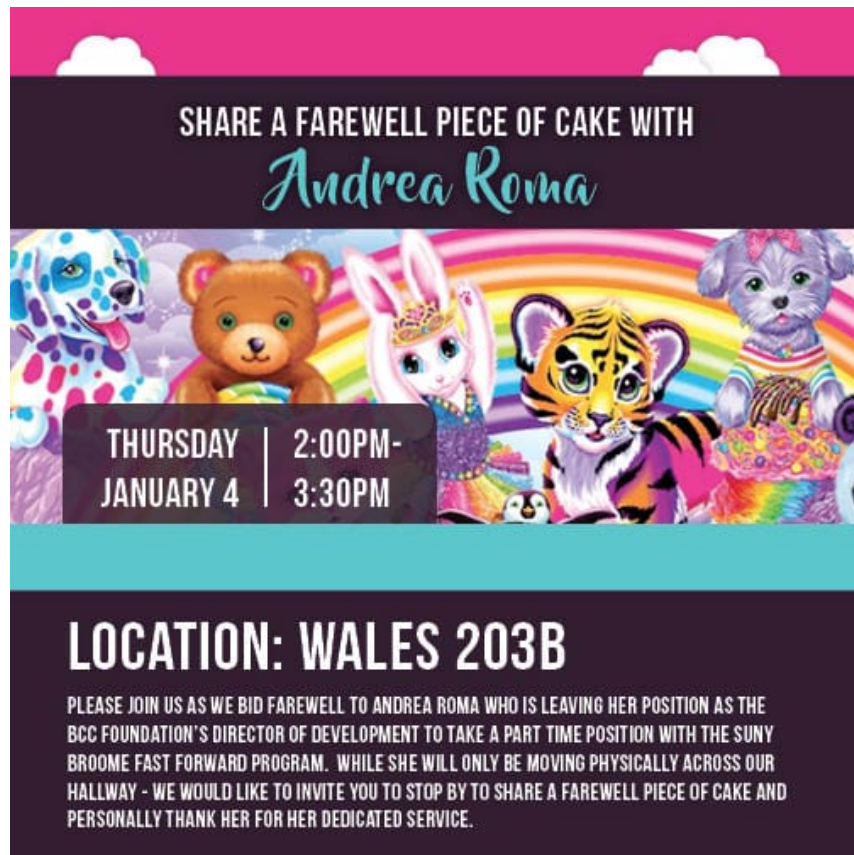 SHARE A FAREWELL PIECE OF CAKE WITH
Andrea Roma
THURSDAY
JANUARY 4
2:00PM-
3:30PM
LOCATION: WALES 203B
PLEASE JOIN US AS WE BID FAREWELL TO ANDREA ROMA WHO IS LEAVING HER POSITION AS THE
BCC FOUNDATION'S DIRECTOR OF DEVELOPMENT TO TAKE A PART TIME POSITION WITH THE SUNY
BROOME FAST FORWARD PROGRAM. WHILE SHE WILL ONLY BE MOVING PHYSICALLY ACROSS OUR
HALLWAY - WE WOULD LIKE TO INVITE YOU TO STOP BY TO SHARE A FAREWELL PIECE OF CAKE AND
PERSONALLY THANK HER FOR HER DEDICATED SERVICE.